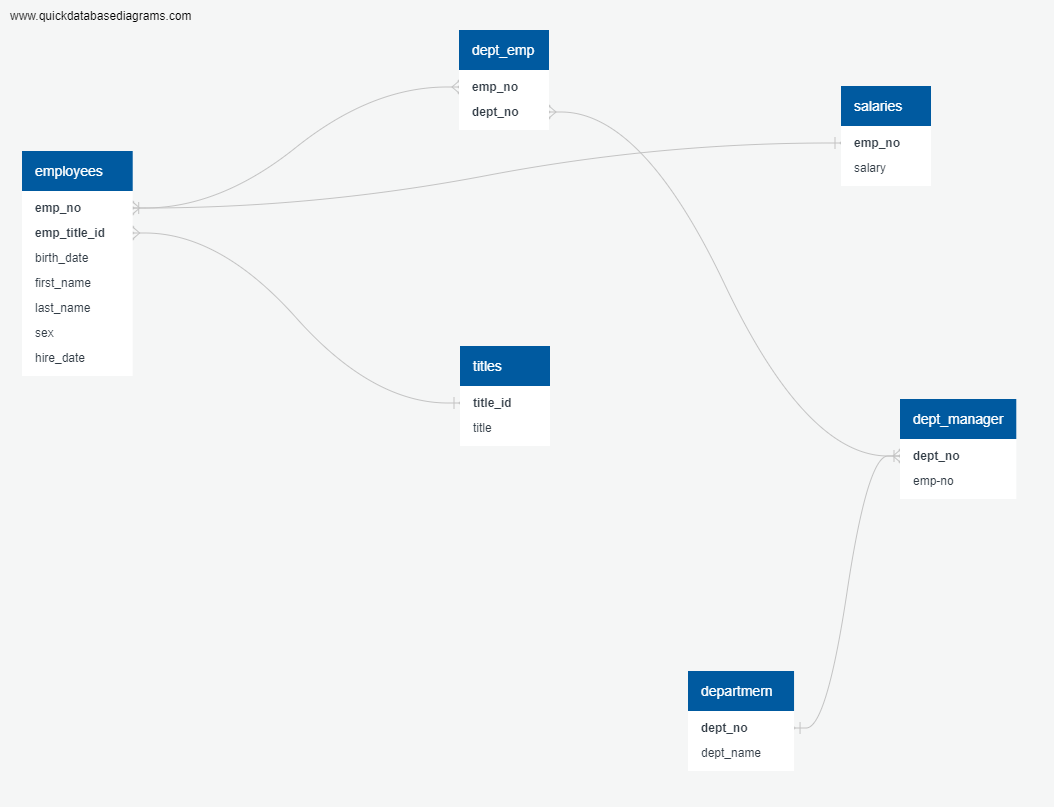 www.quickdatabasediagrams.com
dept_emp
emp_no
dept_no
salaries
emp_no
salary
employees
emp_no
emp_title_id
birth_date
first_name
last_name
sex
hire_date
titles
title_id
title
dept_manager
dept_no
emp-no
departmern
dept_no
dept_name